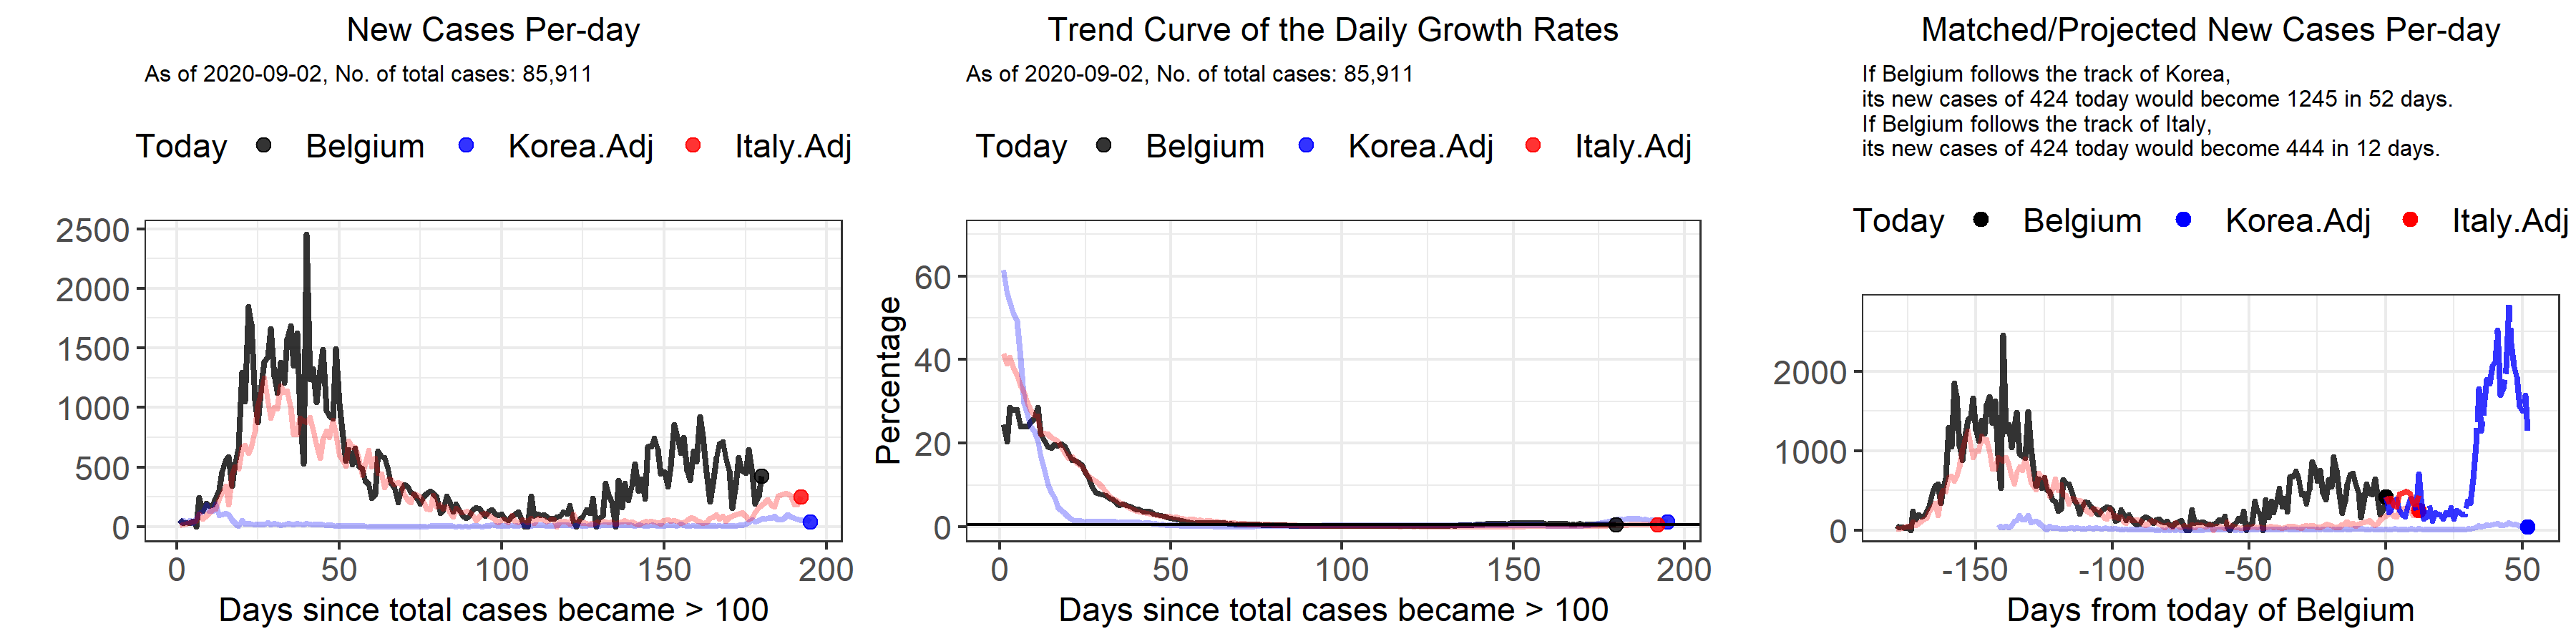 New Cases Per-day
As of 2020-09-02, No. of total cases: 85,911
Today Belgium Korea.Adj Italy.Adj
2500
2000
1500
1000
500
0
0 50 100 150 200
Days since total cases became > 100
Trend Curve of the Daily Growth Rates
As of 2020-09-02, No. of total cases: 85,911
Today Belgium Korea.Adj Italy.Adj
Percentage
60
40
20
0
0 50 100 150 200
Days since total cases became > 100
Matched/Projected New Cases Per-day
If Belgium follows the track of Korea,
its new cases of 424 today would become 1245 in 52 days.
If Belgium follows the track of Italy,
its new cases of 424 today would become 444 in 12 days.
Today Belgium Korea.Adj Italy.Adj
2000
1000
0
-150 -100 -50 0 50
Days from today of Belgium